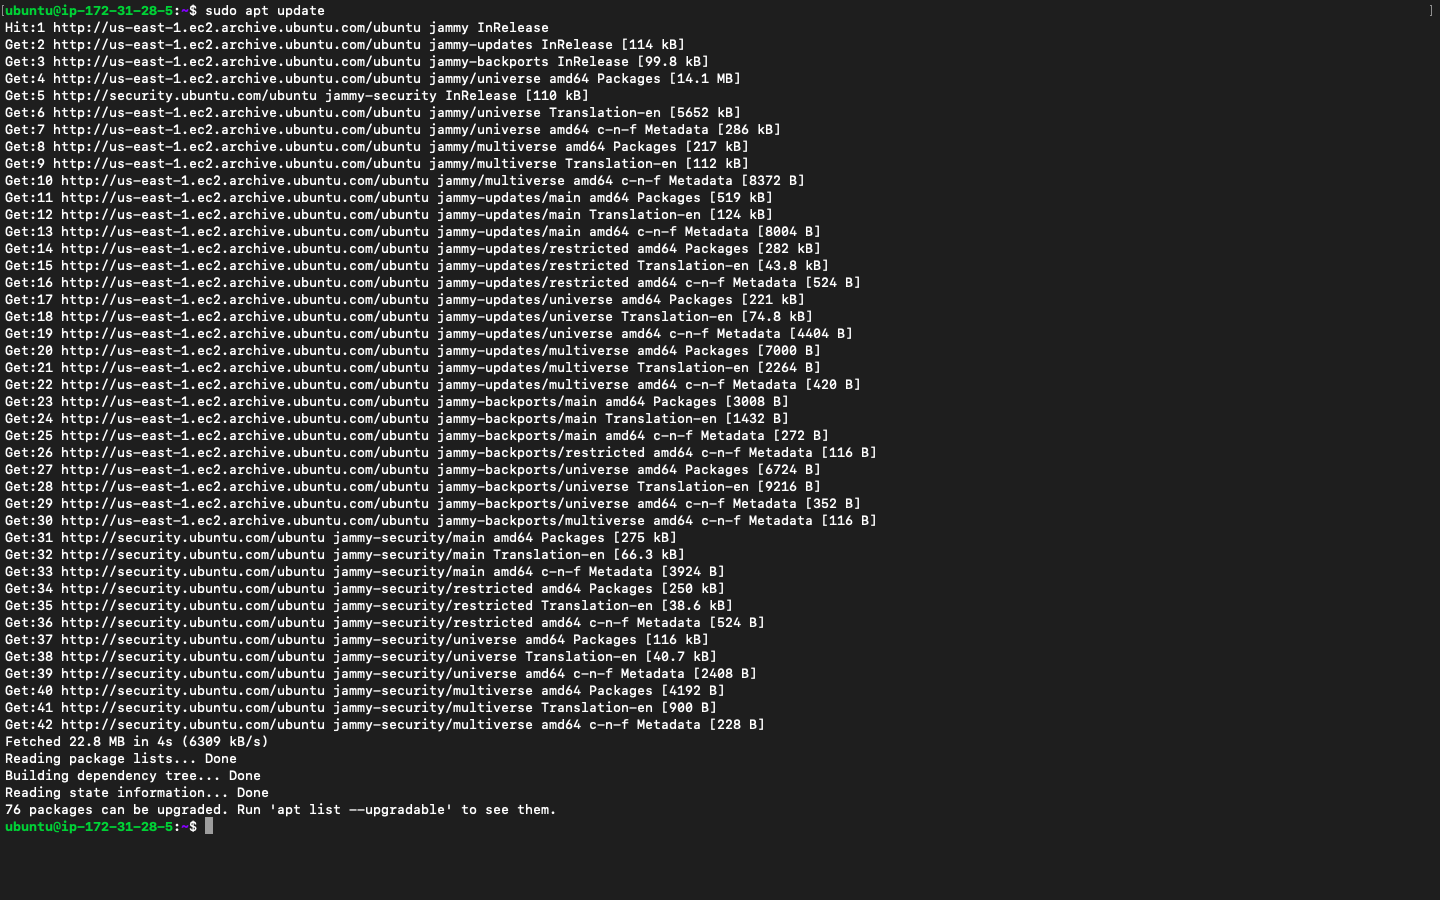 [ubuntu@ip-172-31-28-5:~$ sudo apt update ]
Hit:1 http://us-east-1.ec2.archive.ubuntu.com/ubuntu jammy InRelease
Get:2 http://us-east-1.ec2.archive.ubuntu.com/ubuntu jammy-updates InRelease [114 kB]
Get:3 http://us-east-1.ec2.archive.ubuntu.com/ubuntu jammy-backports InRelease [99.8 kB]
Get:4 http://us-east-1.ec2.archive.ubuntu.com/ubuntu jammy/universe amd64 Packages [14.1 MB]
Get:5 http://security.ubuntu.com/ubuntu jammy-security InRelease [110 kB]
Get:6 http://us-east-1.ec2.archive.ubuntu.com/ubuntu jammy/universe Translation-en [5652 kB]
Get:7 http://us-east-1.ec2.archive.ubuntu.com/ubuntu jammy/universe amd64 c-n-f Metadata [286 kB]
Get:8 http://us-east-1.ec2.archive.ubuntu.com/ubuntu jammy/multiverse amd64 Packages [217 kB]
Get:9 http://us-east-1.ec2.archive.ubuntu.com/ubuntu jammy/multiverse Translation-en [112 kB]
Get:10 http://us-east-1.ec2.archive.ubuntu.com/ubuntu jammy/multiverse amd64 c-n-f Metadata [8372 B]
Get:11 http://us-east-1.ec2.archive.ubuntu.com/ubuntu jammy-updates/main amd64 Packages [519 kB]
Get:12 http://us-east-1.ec2.archive.ubuntu.com/ubuntu jammy-updates/main Translation-en [124 kB]
Get:13 http://us-east-1.ec2.archive.ubuntu.com/ubuntu jammy-updates/main amd64 c-n-f Metadata [8004 B]
Get:14 http://us-east-1.ec2.archive.ubuntu.com/ubuntu jammy-updates/restricted amd64 Packages [282 kB]
Get:15 http://us-east-1.ec2.archive.ubuntu.com/ubuntu jammy-updates/restricted Translation-en [43.8 kB]
Get:16 http://us-east-1.ec2.archive.ubuntu.com/ubuntu jammy-updates/restricted amd64 c-n-f Metadata [524 B]
Get:17 http://us-east-1.ec2.archive.ubuntu.com/ubuntu jammy-updates/universe amd64 Packages [221 kB]
Get:18 http://us-east-1.ec2.archive.ubuntu.com/ubuntu jammy-updates/universe Translation-en [74.8 kB]
Get:19 http://us-east-1.ec2.archive.ubuntu.com/ubuntu jammy-updates/universe amd64 c-n-f Metadata [4404 B]
Get:20 http://us-east-1.ec2.archive.ubuntu.com/ubuntu jammy-updates/multiverse amd64 Packages [7000 B]
Get:21 http://us-east-1.ec2.archive.ubuntu.com/ubuntu jammy-updates/multiverse Translation-en [2264 B]
Get:22 http://us-east-1.ec2.archive.ubuntu.com/ubuntu jammy-updates/multiverse amd64 c-n-f Metadata [420 B]
Get:23 http://us-east-1.ec2.archive.ubuntu.com/ubuntu jammy-backports/main amd64 Packages [3008 B]
Get:24 http://us-east-1.ec2.archive.ubuntu.com/ubuntu jammy-backports/main Translation-en [1432 B]
Get:25 http://us-east-1.ec2.archive.ubuntu.com/ubuntu jammy-backports/main amd64 c-n-f Metadata [272 B]
Get:26 http://us-east-1.ec2.archive.ubuntu.com/ubuntu jammy-backports/restricted amd64 c-n-f Metadata [116 B]
Get:27 http://us-east-1.ec2.archive.ubuntu.com/ubuntu jammy-backports/universe amd64 Packages [6724 B]
Get:28 http://us-east-1.ec2.archive.ubuntu.com/ubuntu jammy-backports/universe Translation-en [9216 B]
Get:29 http://us-east-1.ec2.archive.ubuntu.com/ubuntu jammy-backports/universe amd64 c-n-f Metadata [352 B]
Get:30 http://us-east-1.ec2.archive.ubuntu.com/ubuntu jammy-backports/multiverse amd64 c-n-f Metadata [116 B]
Get:31 http://security.ubuntu.com/ubuntu jammy-security/main amd64 Packages [275 kB]
Get:32 http://security.ubuntu.com/ubuntu jammy-security/main Translation-en [66.3 kB]
Get:33 http://security.ubuntu.com/ubuntu jammy-security/main amd64 c-n-f Metadata [3924 B]
Get:34 http://security.ubuntu.com/ubuntu jammy-security/restricted amd64 Packages [250 kB]
Get:35 http://security.ubuntu.com/ubuntu jammy-security/restricted Translation-en [38.6 kB]
Get:36 http://security.ubuntu.com/ubuntu jammy-security/restricted amd64 c-n-f Metadata [524 B]
Get:37 http://security.ubuntu.com/ubuntu jammy-security/universe amd64 Packages [116 kB]
Get:38 http://security.ubuntu.com/ubuntu jammy-security/universe Translation-en [40.7 kB]
Get:39 http://security.ubuntu.com/ubuntu jammy-security/universe amd64 c-n-f Metadata [2408 B]
Get:40 http://security.ubuntu.com/ubuntu jammy-security/multiverse amd64 Packages [4192 B]
Get:41 http://security.ubuntu.com/ubuntu jammy-security/multiverse Translation-en [900 B]
Get:42 http://security.ubuntu.com/ubuntu jammy-security/multiverse amd64 c-n-f Metadata [228 B]
Fetched 22.8 MB in 4s (6309 kB/s)
Reading package lists... Done
Building dependency tree... Done
Reading state information... Done
76 packages can be upgraded. Run 'apt list --upgradable' to see them.
ubuntu@ip-172-31-28-5:~$